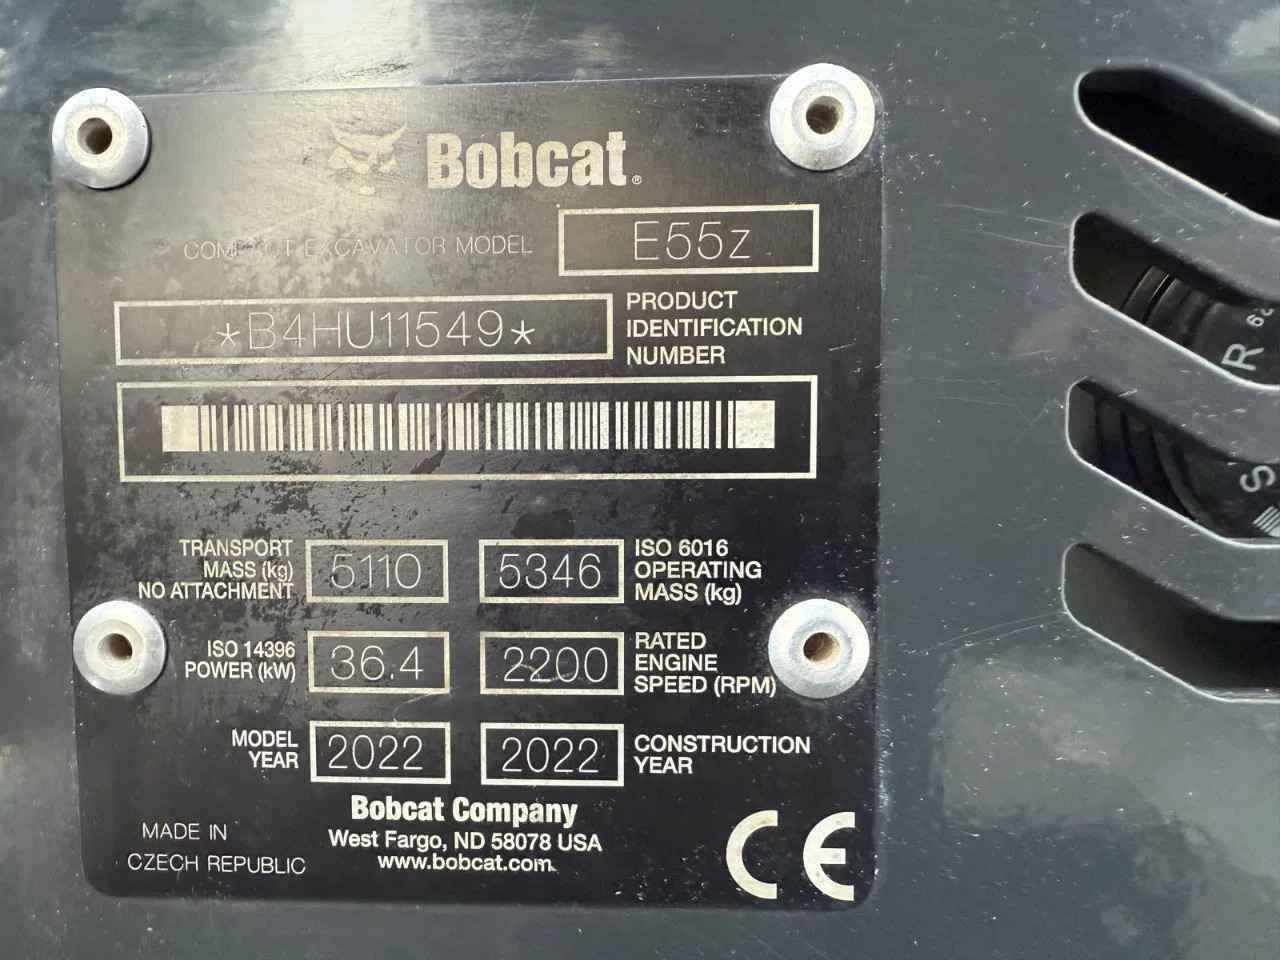 Bobcat®
COMPACT EXCAVATOR MODEL E55z
*B4HU11549* PRODUCT IDENTIFICATION NUMBER
TRANSPORT MASS (kg) NO ATTACHMENT 5110
5346 ISO 6016 OPERATING MASS (kg)
ISO 14396 POWER (kW) 36.4
2200 RATED ENGINE SPEED (RPM)
MODEL YEAR 2022
2022 CONSTRUCTION YEAR
Bobcat Company
West Fargo, ND 58078 USA
www.bobcat.com
MADE IN
CZECH REPUBLIC
CE
R
S